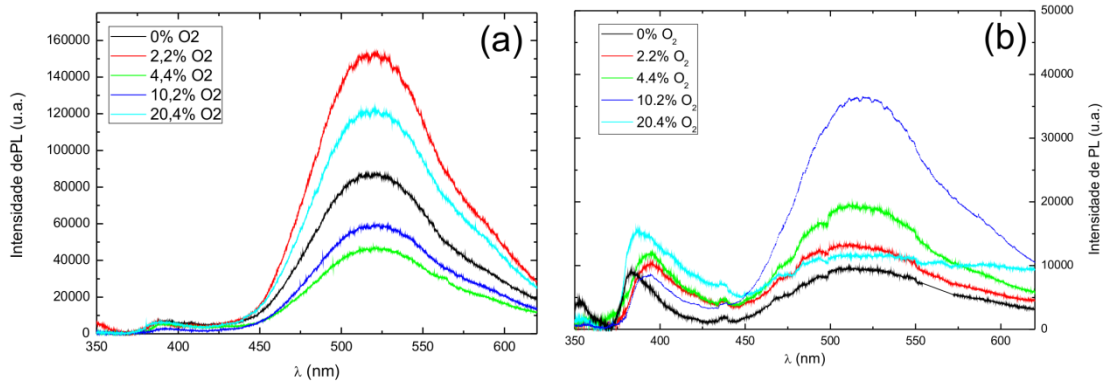 (a)
0% O2
2,2% O2
4,4% O2
10,2% O2
20,4% O2
Intensidade dePL (u.a.)
160000
140000
120000
100000
80000
60000
40000
20000
0
350 400 450 500 550 600
λ (nm)
(b)
0% O₂
2.2% O₂
4.4% O₂
10.2% O₂
20.4% O₂
50000
40000
30000
20000
10000
0
Intensidade de PL (u.a.)
350 400 450 500 550 600
λ (nm)